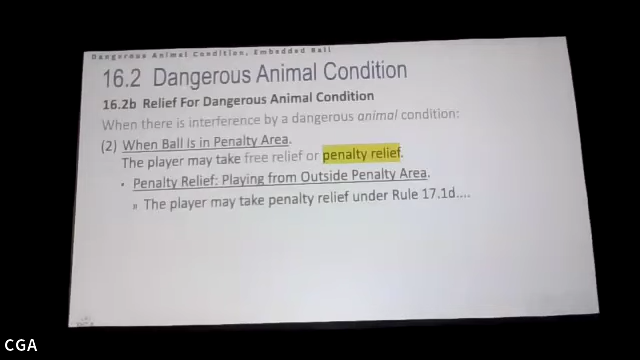 Dangerous Animal Condition, Embedded Ball
16.2 Dangerous Animal Condition
16.2b Relief For Dangerous Animal Condition
When there is interference by a dangerous animal condition:
(2) When Ball Is in Penalty Area.
The player may take free relief or penalty relief.
• Penalty Relief: Playing from Outside Penalty Area.
» The player may take penalty relief under Rule 17.1d....
CGA